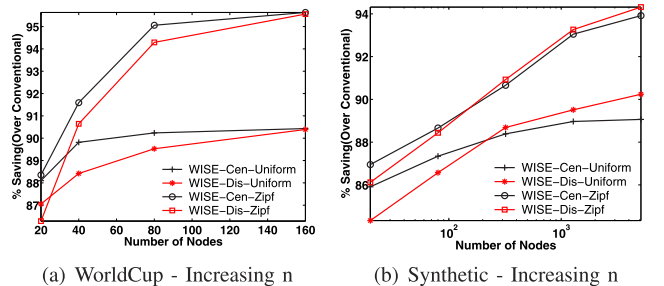 % Saving(Over Conventional)
95
94
93
92
91
90
89
88
87
WISE-Cen-Uniform
WISE-Dis-Uniform
WISE-Cen-Zipf
WISE-Dis-Zipf
20 40 60 80 100 120 140 160
Number of Nodes
(a) WorldCup - Increasing n
% Saving(Over Conventional)
94
92
90
88
86
WISE-Cen-Uniform
WISE-Dis-Uniform
WISE-Cen-Zipf
WISE-Dis-Zipf
10^2 10^3
Number of Nodes
(b) Synthetic - Increasing n